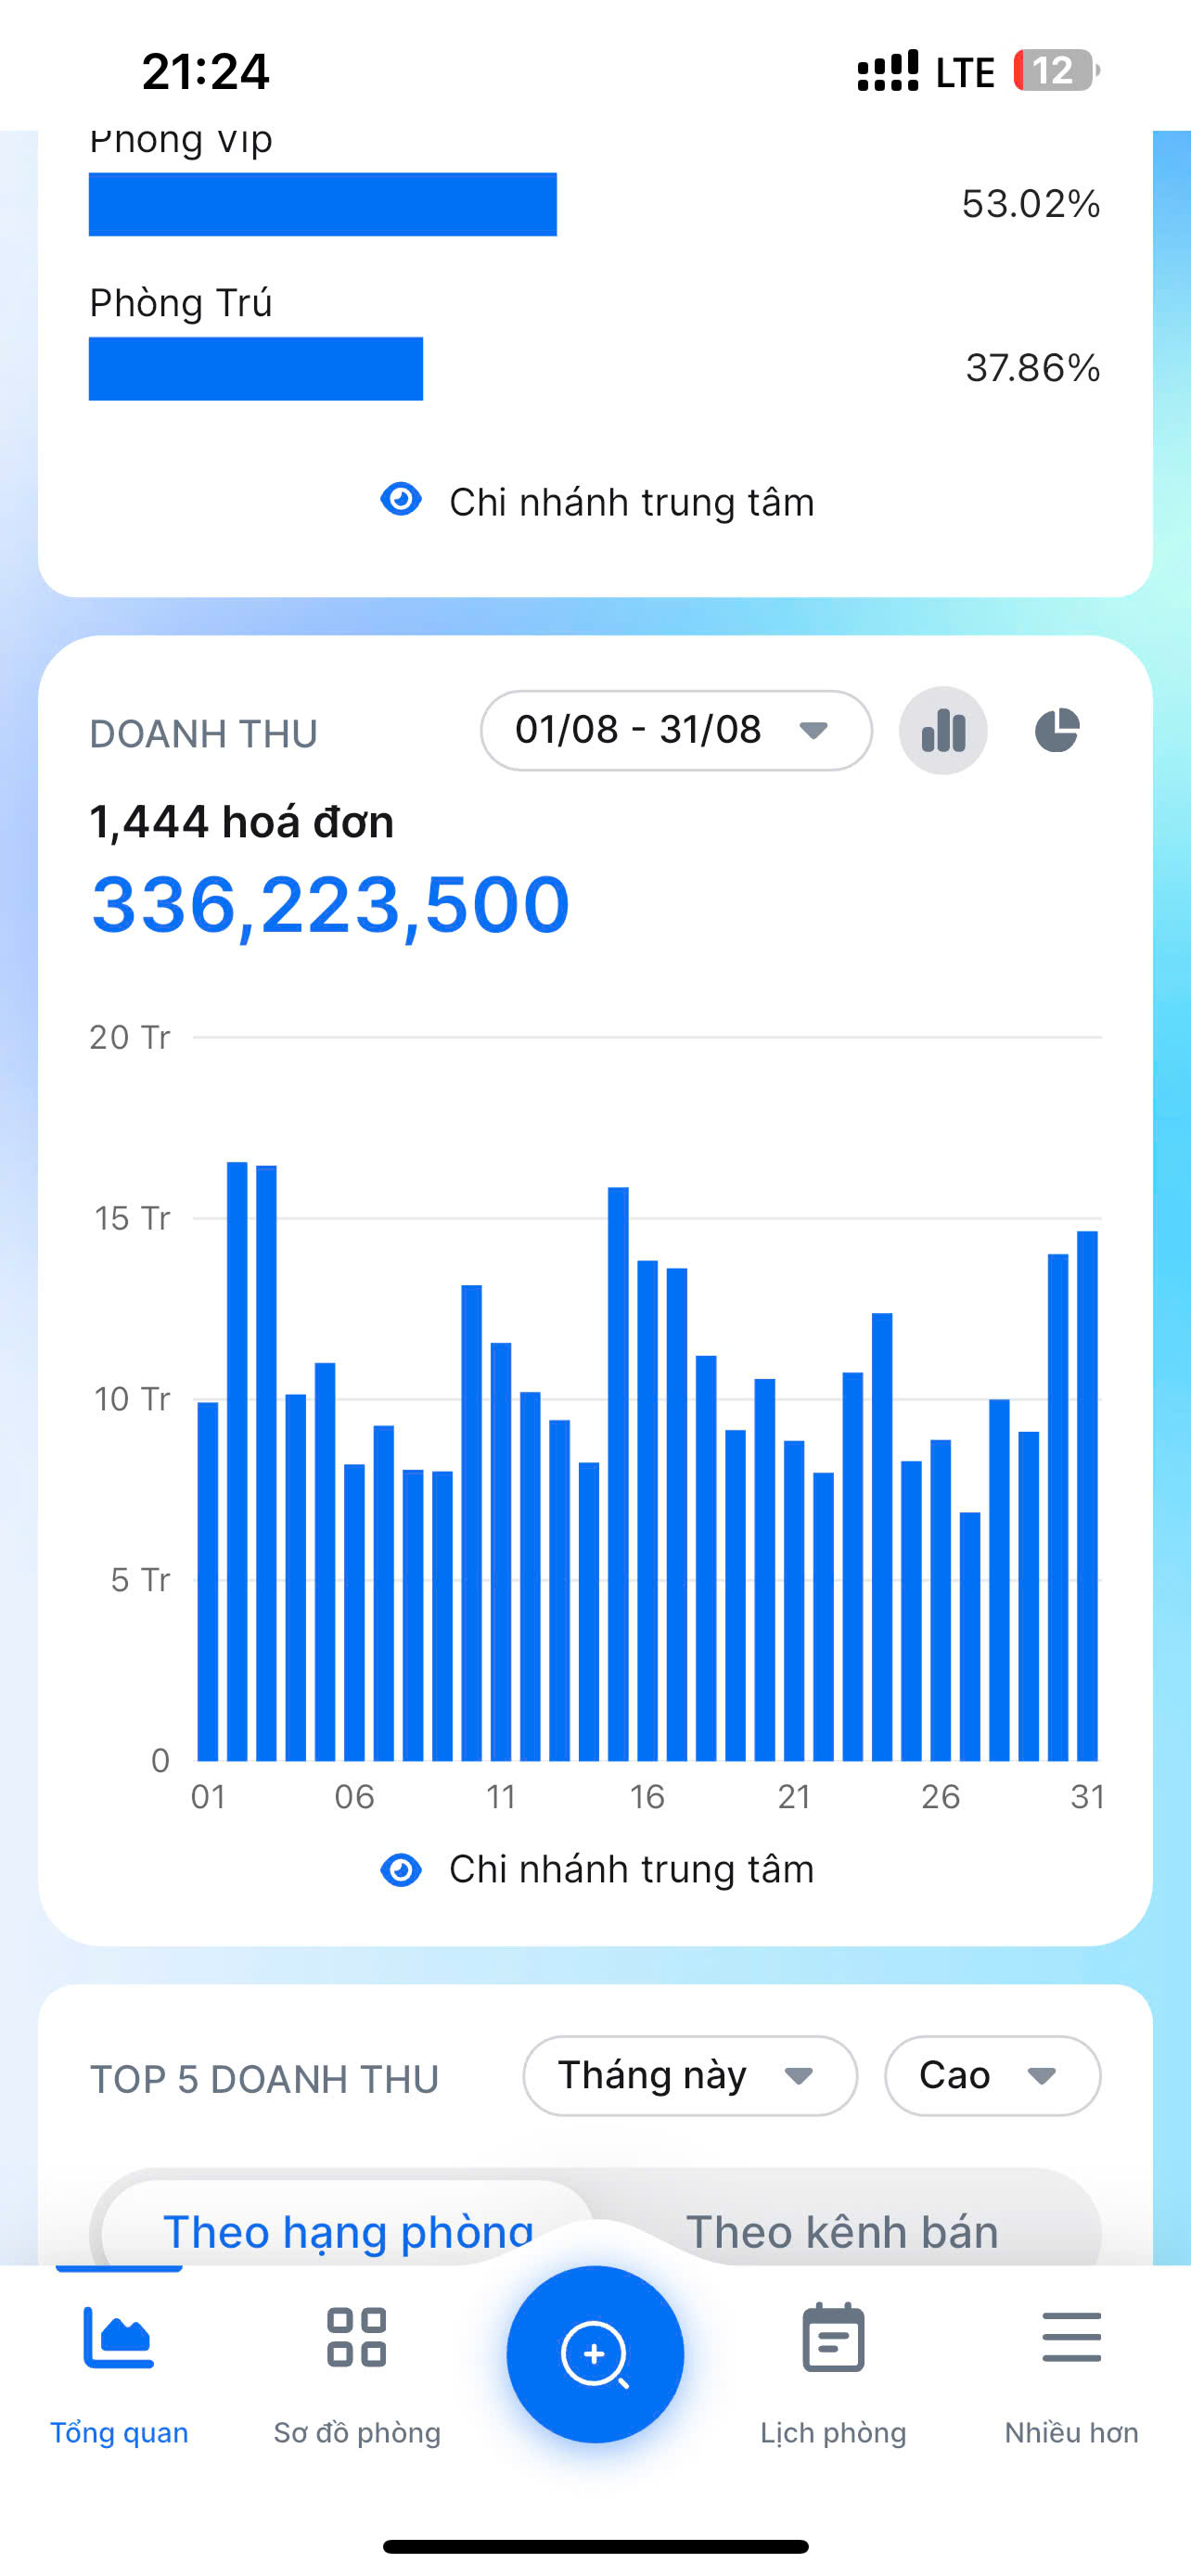 21:24
LTE 12
Phòng Vip
53.02%
Phòng Trú
37.86%
Chi nhánh trung tâm
DOANH THU
01/08 - 31/08
1,444 hoá đơn
336,223,500
20 Tr
15 Tr
10 Tr
5 Tr
0
01 06 11 16 21 26 31
Chi nhánh trung tâm
TOP 5 DOANH THU
Tháng này
Cao
Theo hạng phòng
Theo kênh bán
Tổng quan
Sơ đồ phòng
Lịch phòng
Nhiều hơn